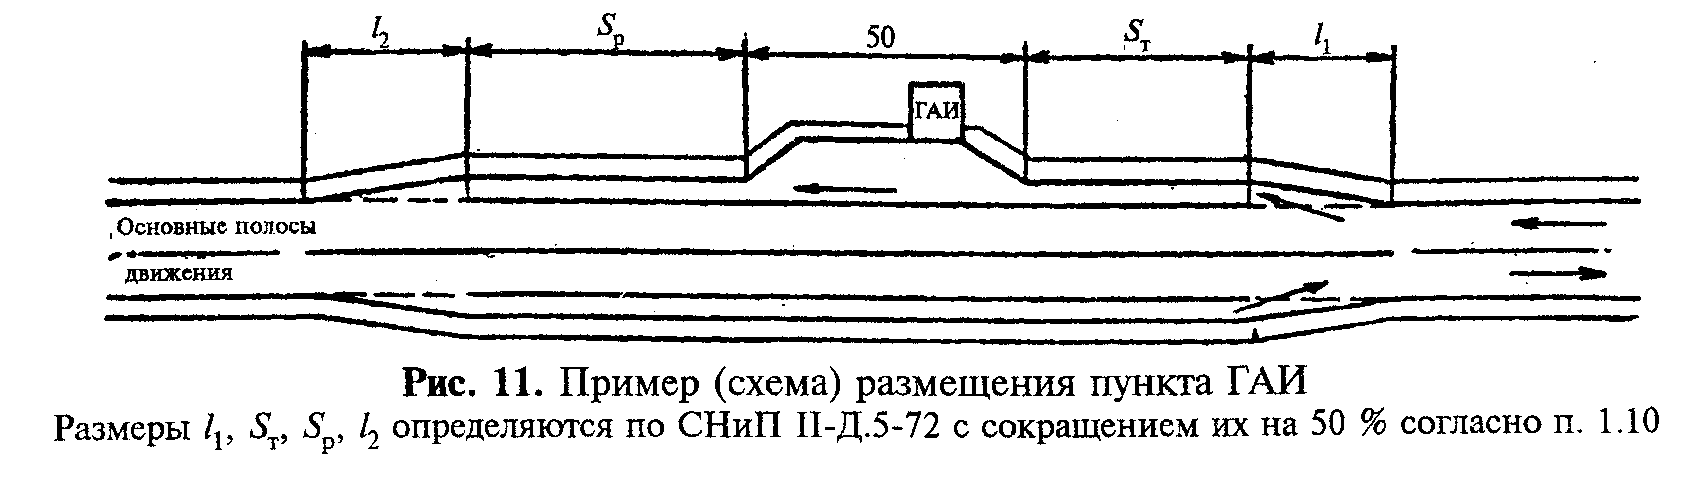 l₂ Sр 50 Sт l₁
ГАИ
Основные полосы
движения
Рис. 11. Пример (схема) размещения пункта ГАИ
Размеры l₁, Sт, Sр, l₂ определяются по СНиП II-Д.5-72 с сокращением их на 50 % согласно п. 1.10